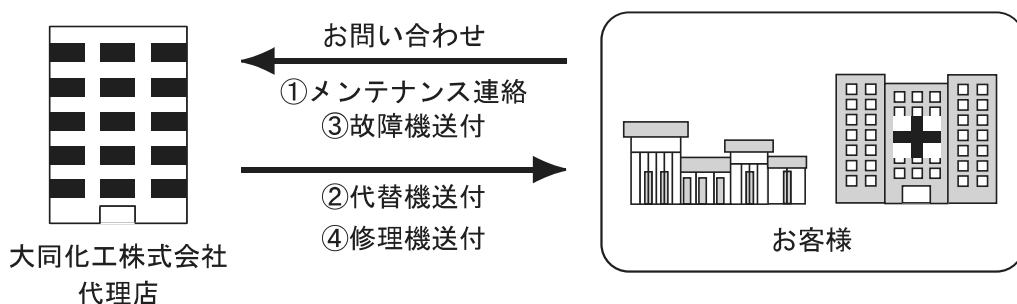 お問い合わせ
①メンテナンス連絡
③故障機送付
②代替機送付
④修理機送付
大同化工株式会社
代理店
お客様